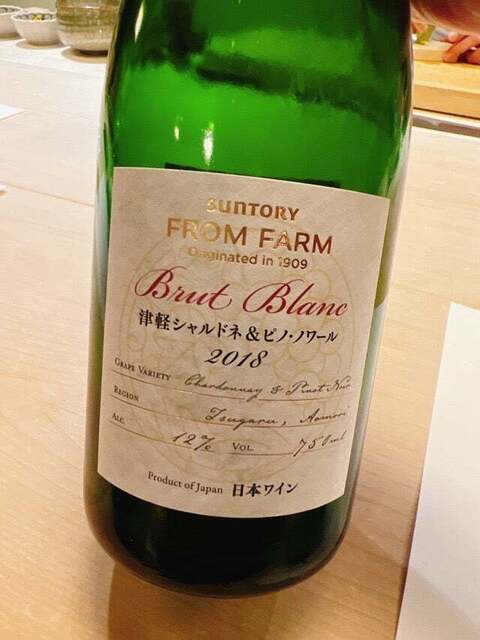 SUNTORY
FROM FARM
Originated in 1909
Brut Blanc
津軽シャルドネ&ピノ・ノワール
2018
GRAPE VARIETY Chardonnay & Pinot Noir
REGION Tsugaru, Aomori
ALC 12% VOL 750ml
Product of Japan 日本ワイン